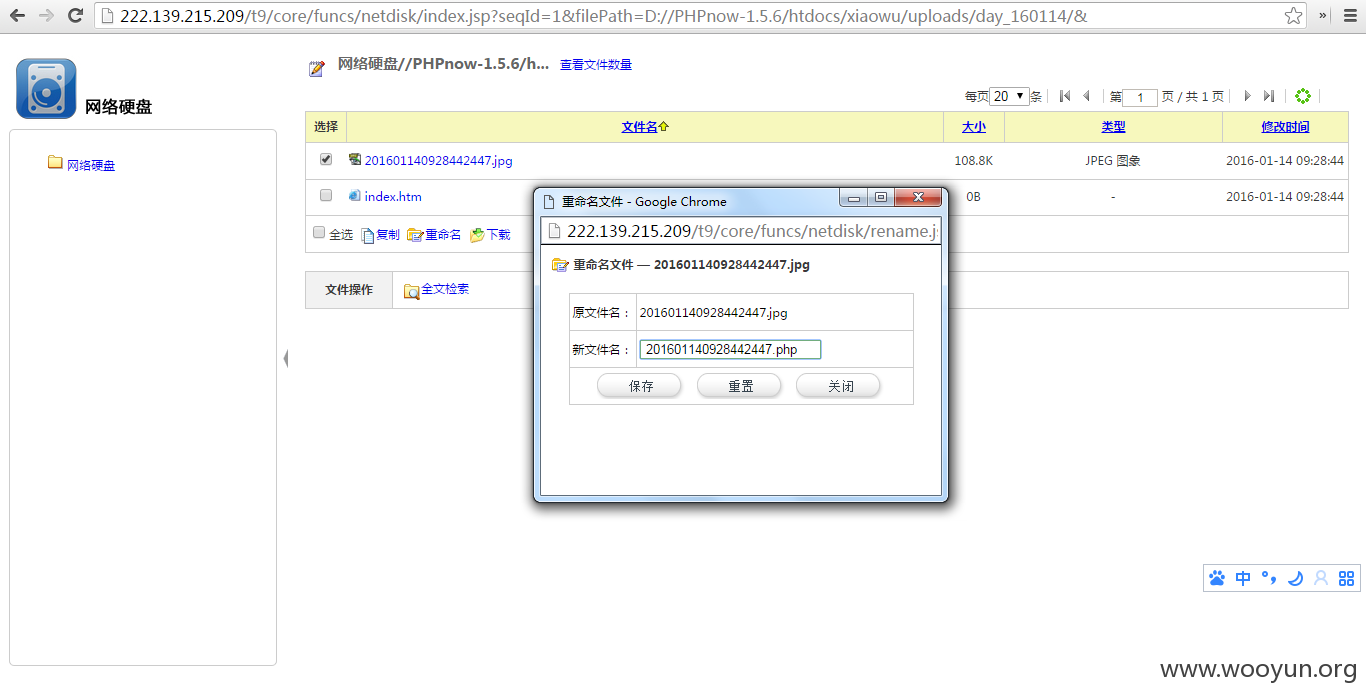 222.139.215.209/t9/core/funcs/netdisk/index.jsp?seqId=1&filePath=D://PHPnow-1.5.6/htdocs/xiaowu/uploads/day_160114/&
»
网络硬盘//PHPnow-1.5.6/h... 查看文件数量
网络硬盘
每页 20 条 第 1 页 / 共 1 页
网络硬盘
选择 文件名 大小 类型 修改时间
201601140928442447.jpg 108.8K JPEG 图象 2016-01-14 09:28:44
index.htm 0B - 2016-01-14 09:28:44
全选 复制 重命名 下载
文件操作 全文检索
重命名文件 - Google Chrome
222.139.215.209/t9/core/funcs/netdisk/rename.j
重命名文件 — 201601140928442447.jpg
原文件名： 201601140928442447.jpg
新文件名： 201601140928442447.php
保存 重置 关闭
中 °,
www.wooyun.org